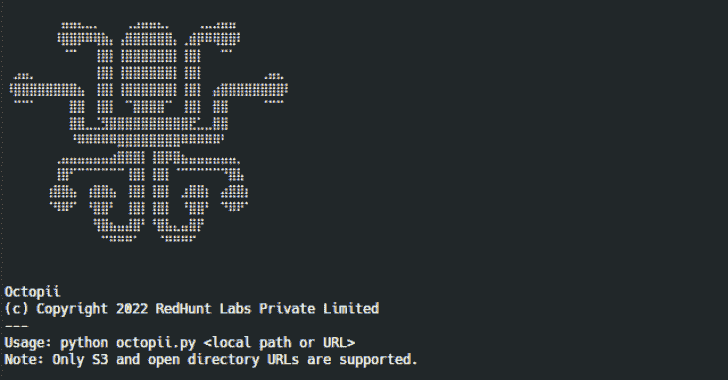 Octopii
(c) Copyright 2022 RedHunt Labs Private Limited
---
Usage: python octopii.py <local path or URL>
Note: Only S3 and open directory URLs are supported.